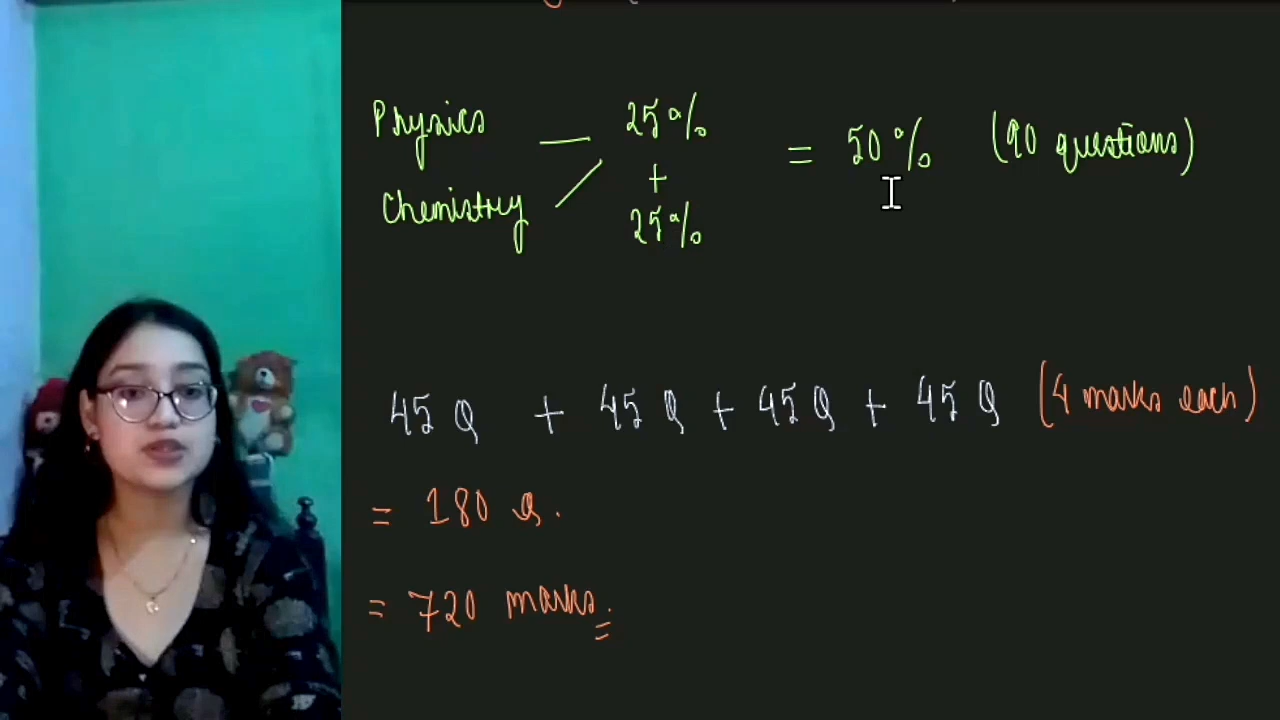 Physics — 25% = 50% (90 questions)
+
Chemistry 25%
45 Q + 45 Q + 45 Q + 45 Q (4 marks each)
= 180 Q.
= 720 marks.